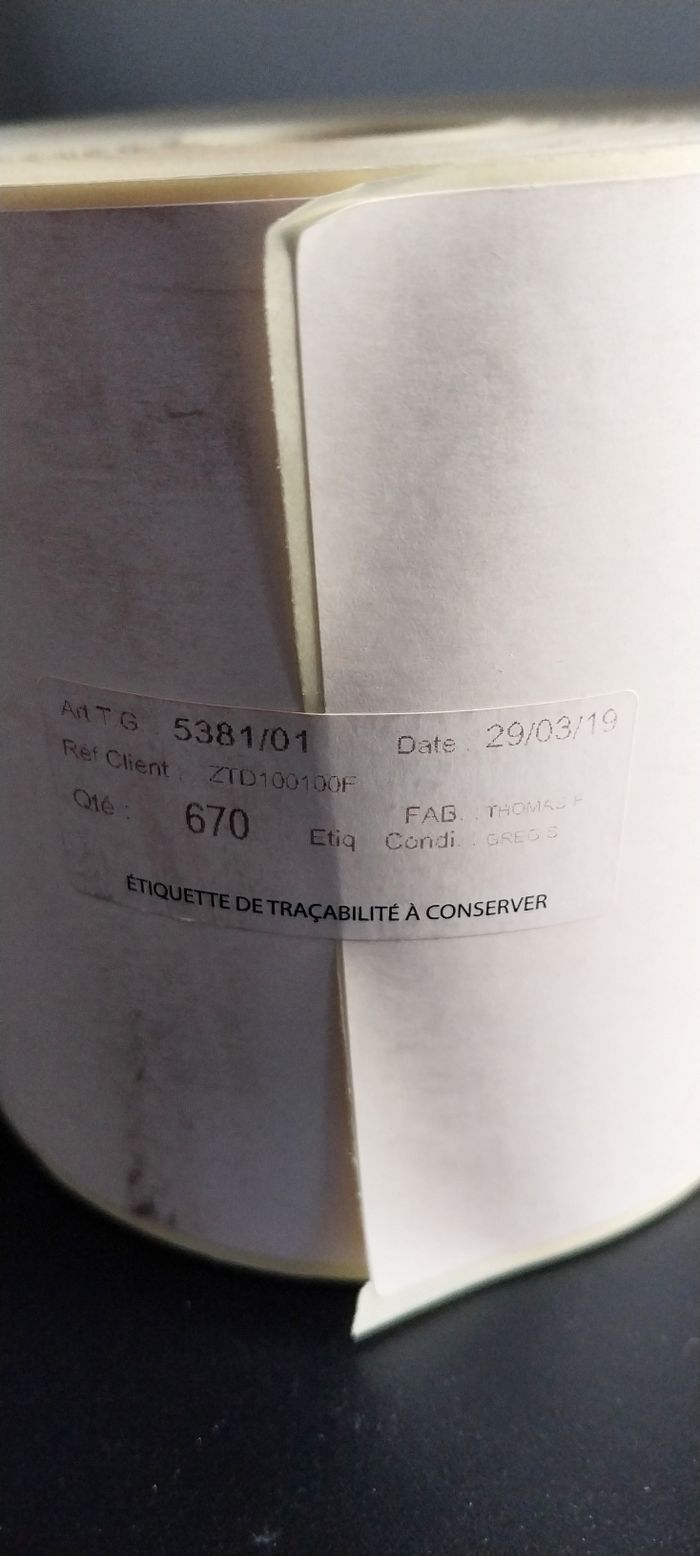 Art T.G : 5381/01 Date : 29/03/19
Réf Client : ZTD100100F
Qté : 670 Etiq FAB. : THOMAS P
Condi. : GREG S
ÉTIQUETTE DE TRAÇABILITÉ À CONSERVER